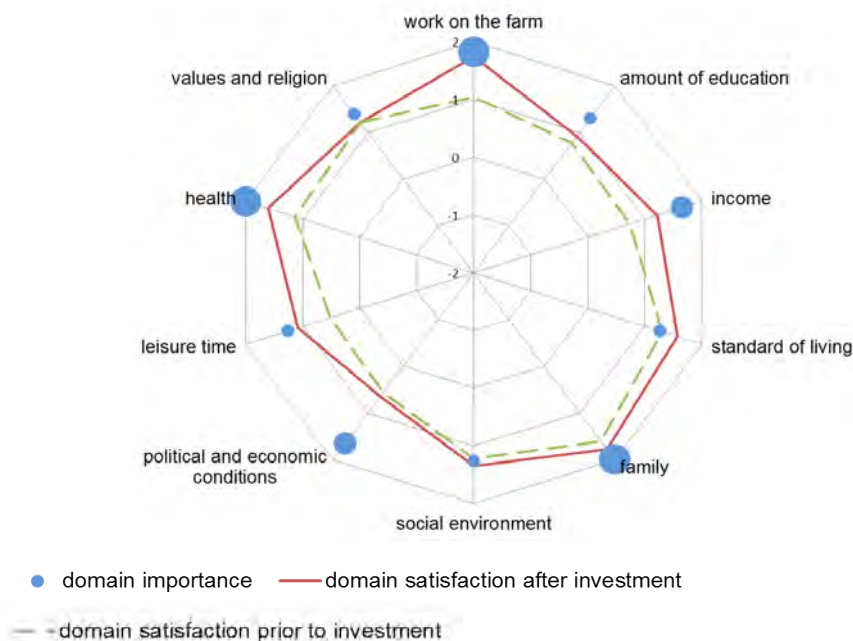 work on the farm
2
values and religion
amount of education
-1
0
health
income
-1
-2
leisure time
standard of living
political and economic
conditions
family
social environment
domain importance
domain satisfaction after investment
domain satisfaction prior to investment